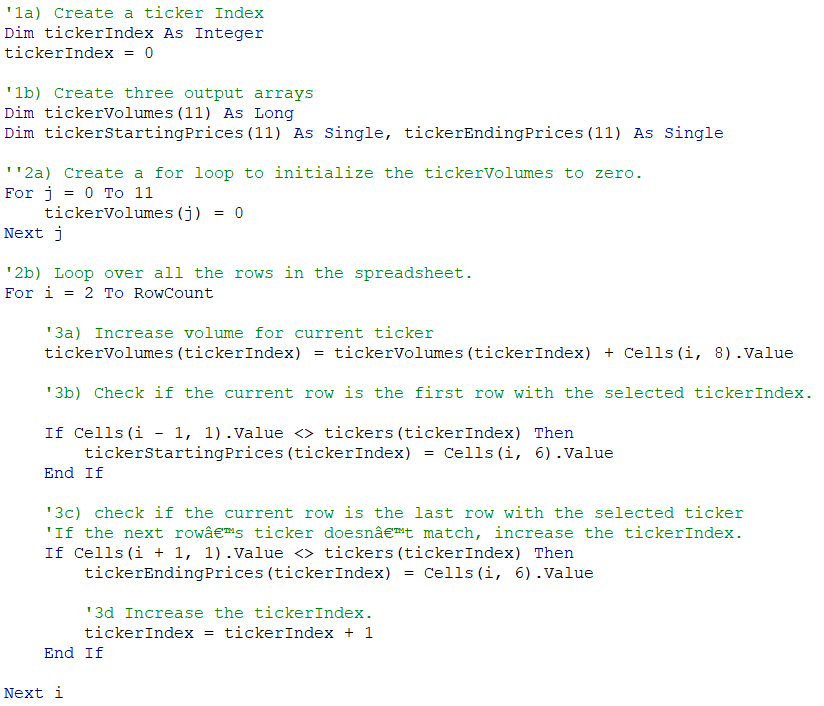 '1a) Create a ticker Index
Dim tickerIndex As Integer
tickerIndex = 0
'1b) Create three output arrays
Dim tickerVolumes(11) As Long
Dim tickerStartingPrices(11) As Single, tickerEndingPrices(11) As Single
''2a) Create a for loop to initialize the tickerVolumes to zero.
For j = 0 To 11
    tickerVolumes(j) = 0
Next j
'2b) Loop over all the rows in the spreadsheet.
For i = 2 To RowCount
    '3a) Increase volume for current ticker
    tickerVolumes(tickerIndex) = tickerVolumes(tickerIndex) + Cells(i, 8).Value
    '3b) Check if the current row is the first row with the selected tickerIndex.
    If Cells(i - 1, 1).Value <> tickers(tickerIndex) Then
        tickerStartingPrices(tickerIndex) = Cells(i, 6).Value
    End If
    '3c) check if the current row is the last row with the selected ticker
    'If the next rowâ€™s ticker doesnâ€™t match, increase the tickerIndex.
    If Cells(i + 1, 1).Value <> tickers(tickerIndex) Then
        tickerEndingPrices(tickerIndex) = Cells(i, 6).Value
        '3d Increase the tickerIndex.
        tickerIndex = tickerIndex + 1
    End If
Next i